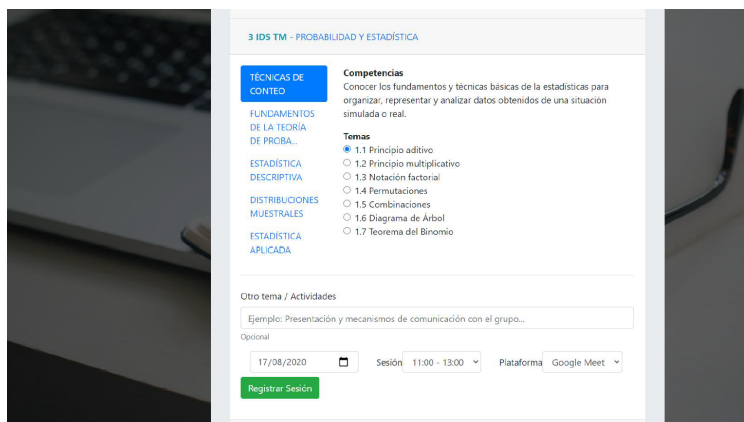 3 IDS TM - PROBABILIDAD Y ESTADÍSTICA
TÉCNICAS DE
CONTEO
FUNDAMENTOS
DE LA TEORÍA
DE PROBA...
ESTADÍSTICA
DESCRIPTIVA
DISTRIBUCIONES
MUESTRALES
ESTADÍSTICA
APLICADA
Competencias
Conocer los fundamentos y técnicas básicas de la estadísticas para
organizar, representar y analizar datos obtenidos de una situación
simulada o real.
Temas
1.1 Principio aditivo
1.2 Principio multiplicativo
1.3 Notación factorial
1.4 Permutaciones
1.5 Combinaciones
1.6 Diagrama de Árbol
1.7 Teorema del Binomio
Otro tema / Actividades
Ejemplo: Presentación y mecanismos de comunicación con el grupo...
Opcional
17/08/2020 Sesión 11:00 - 13:00 Plataforma Google Meet
Registrar Sesión